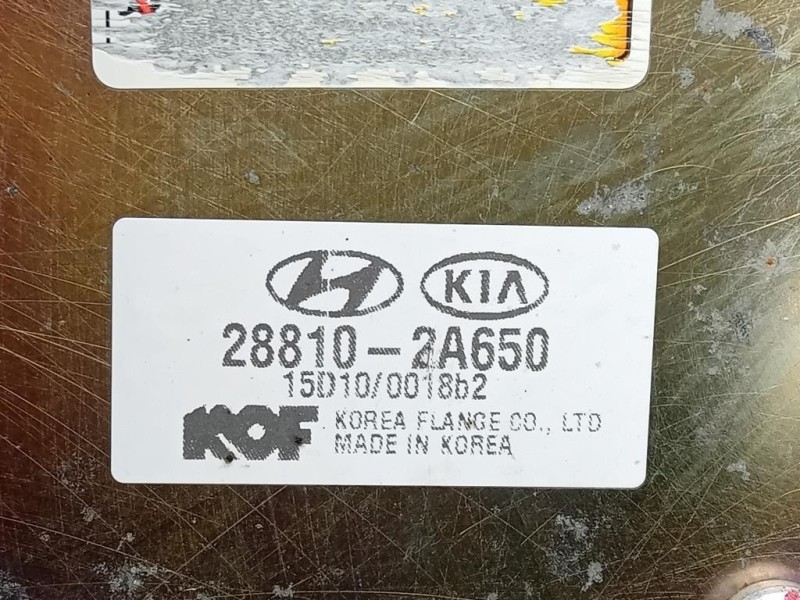 KIA
28810-2A650
15D10/0018b2
KOF KOREA FLANGE CO., LTD
MADE IN KOREA